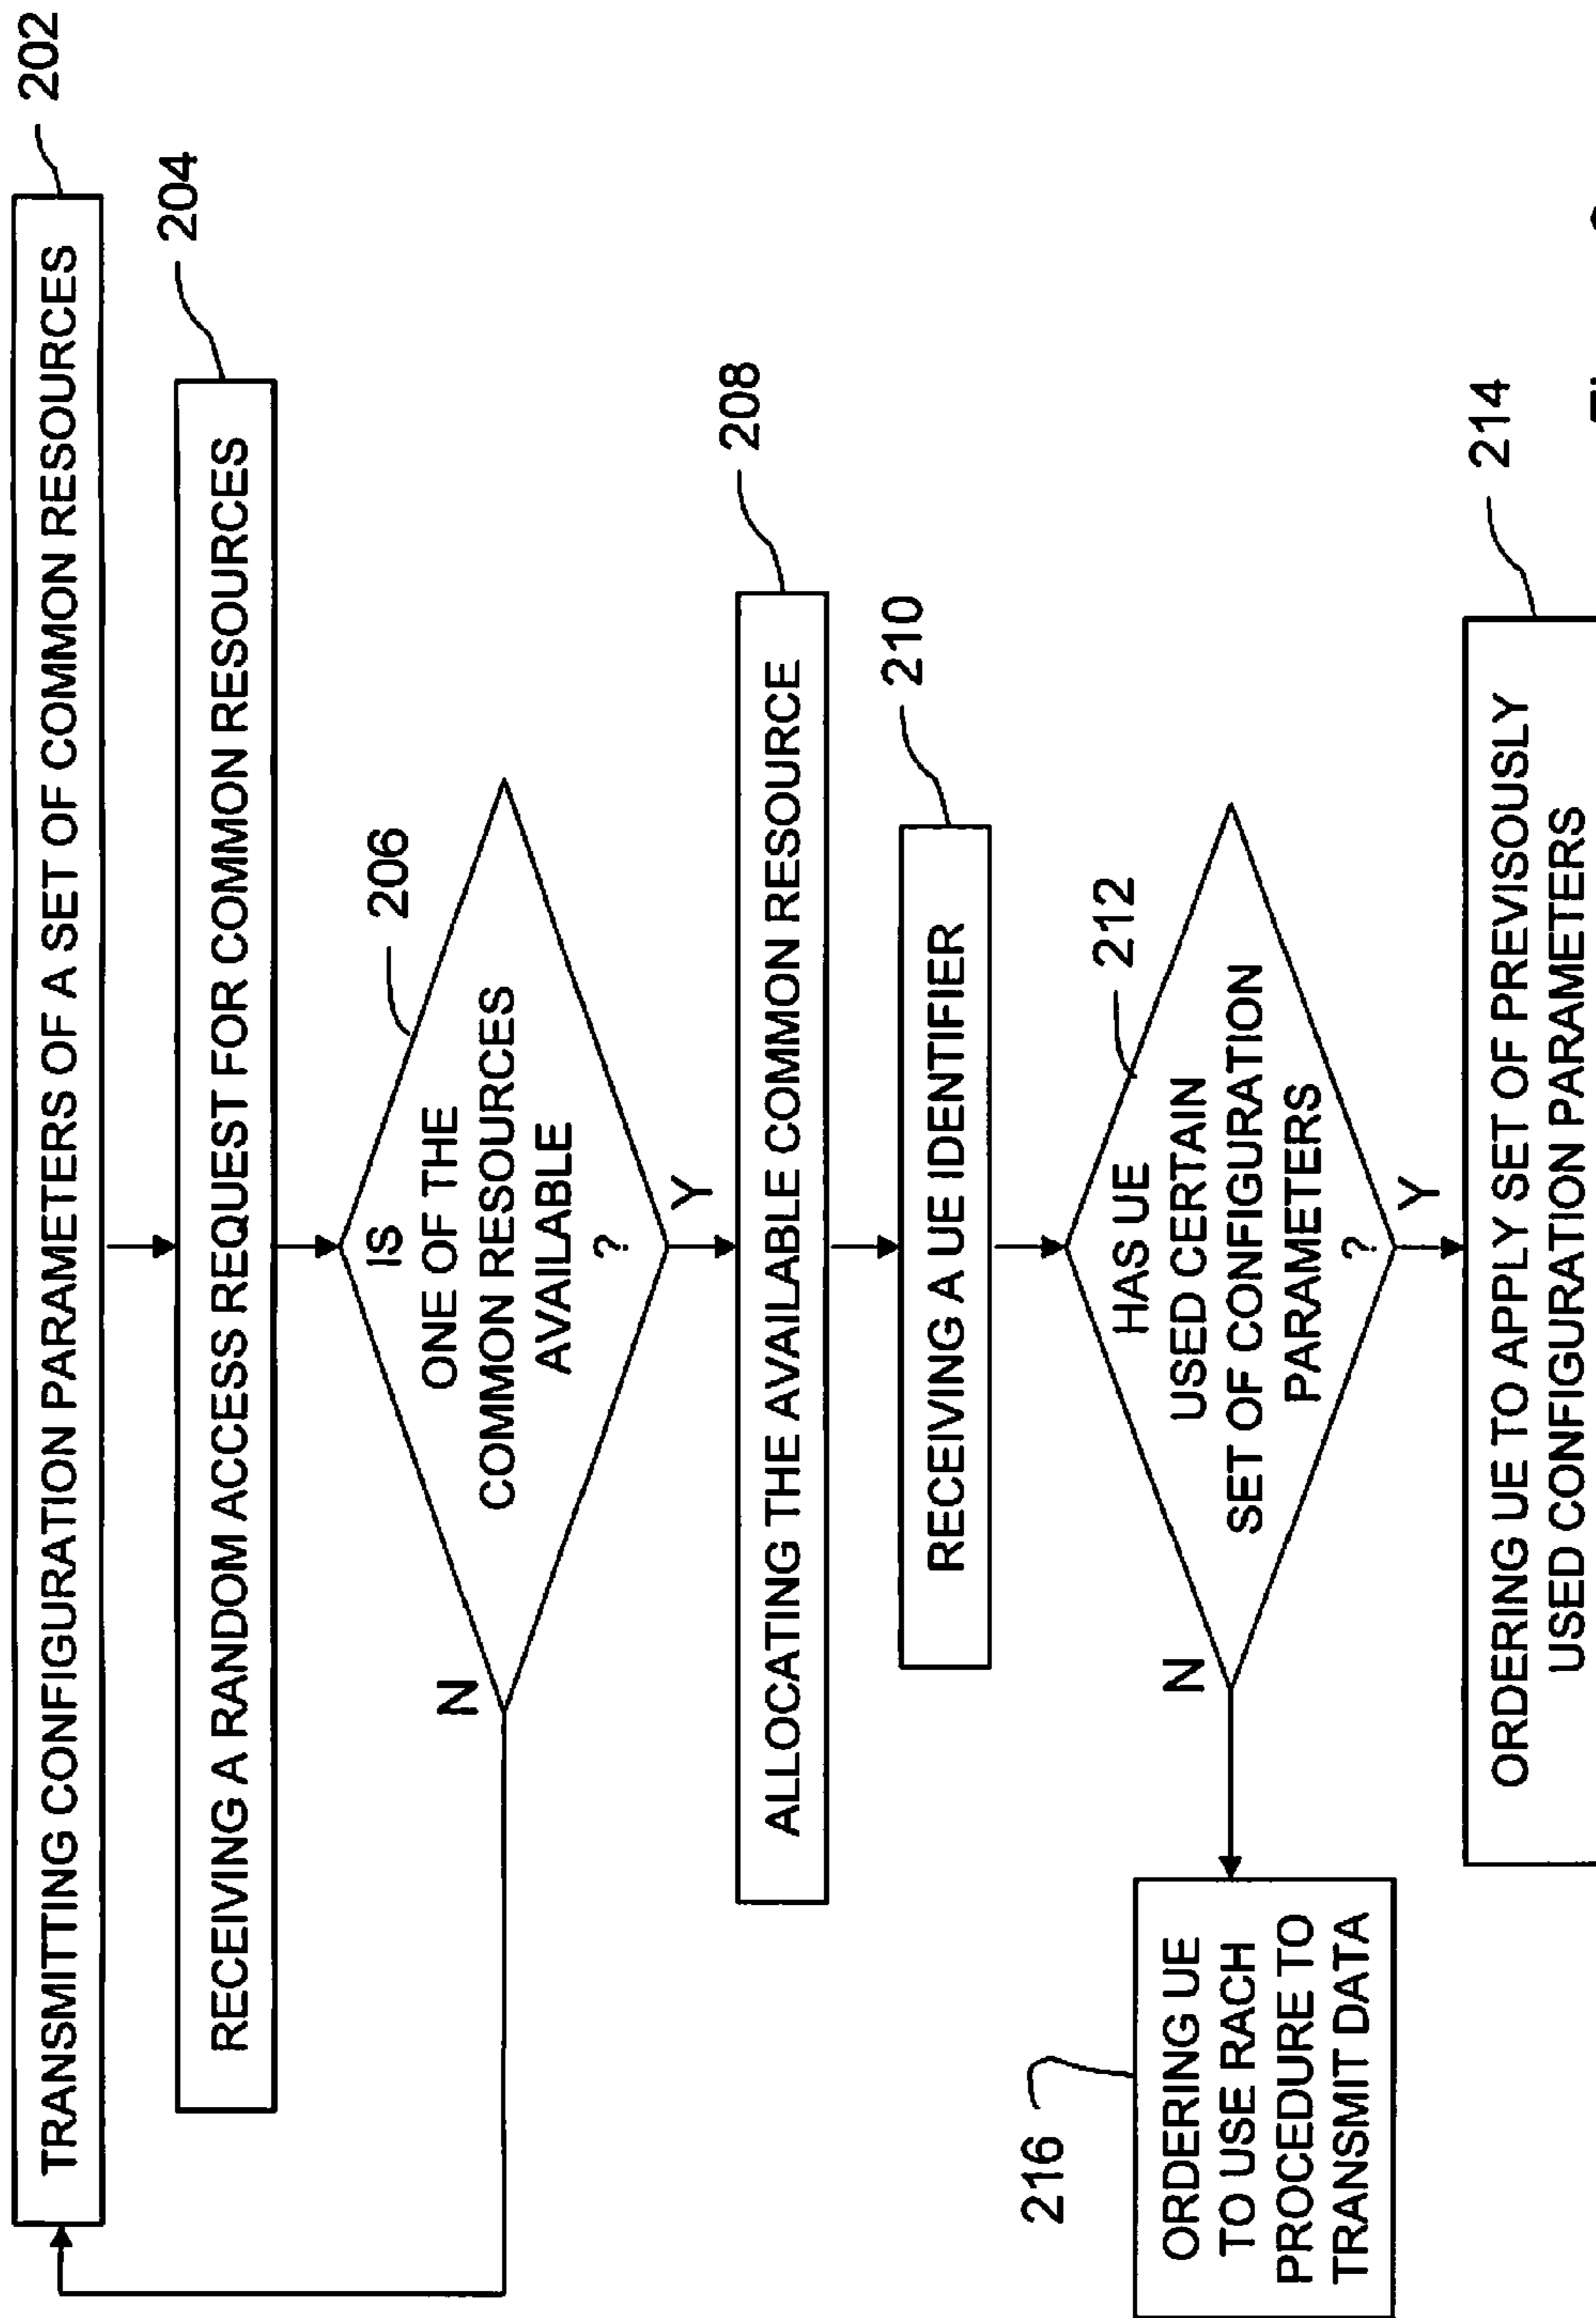 TRANSMITTING CONFIGURATION PARAMETERS OF A SET OF COMMON RESOURCES
202
RECEIVING A RANDOM ACCESS REQUEST FOR COMMON RESOURCES
204
IS
ONE OF THE
COMMON RESOURCES
AVAILABLE
?
206
N
Y
ALLOCATING THE AVAILABLE COMMON RESOURCE
208
RECEIVING A UE IDENTIFIER
210
HAS UE
USED CERTAIN
SET OF CONFIGURATION
PARAMETERS
?
212
N
Y
216
ORDERING UE
TO USE RACH
PROCEDURE TO
TRANSMIT DATA
ORDERING UE TO APPLY SET OF PREVISOUSLY
USED CONFIGURATION PARAMETERS
214